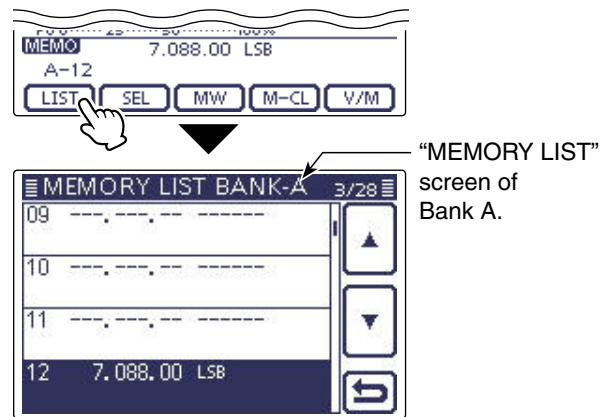 MEMO 7.088.00 LSB
A-12
LIST SEL MW M-CL V/M
"MEMORY LIST"
screen of
Bank A.
MEMORY LIST BANK-A 3/28
09 ---.---.-- ------
10 ---.---.-- ------
11 ---.---.-- ------
12 7.088.00 LSB